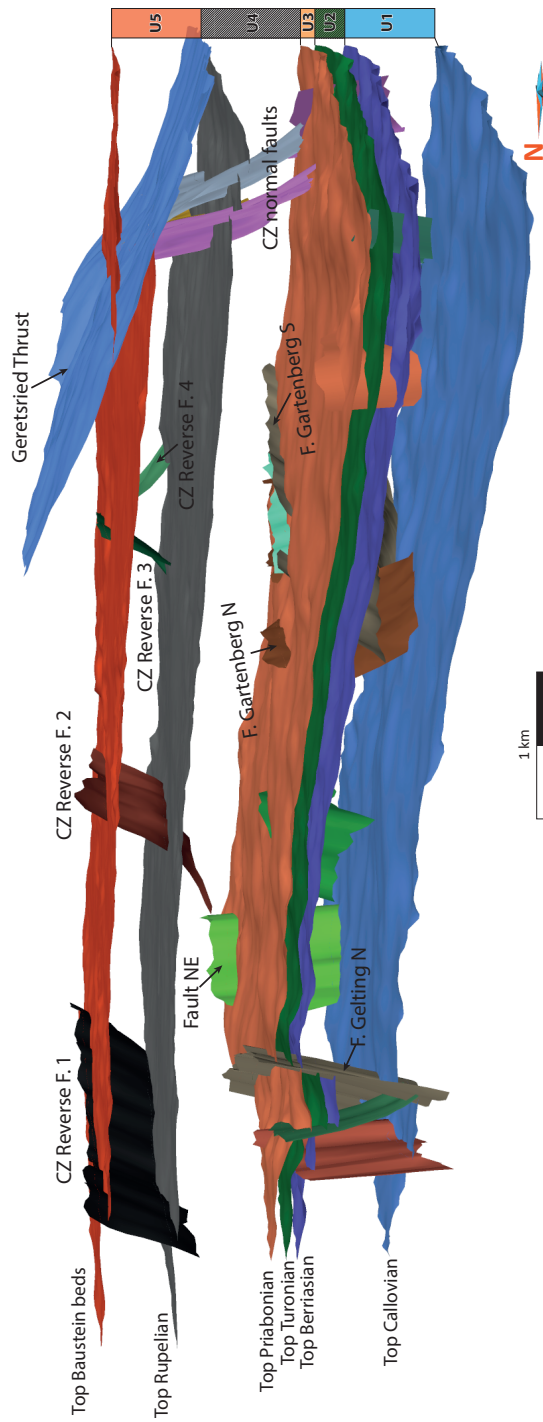 Geretsried Thrust
CZ Reverse F. 1
CZ Reverse F. 2
CZ Reverse F. 3
CZ Reverse F. 4
U5
U4
U3
U2
U1
Top Baustein beds
Top Rupelian
Fault NE
F. Gartenberg N
F. Gartenberg S
CZ normal faults
Top Priabonian
Top Turonian
Top Berriasian
Top Callovian
F. Gelting N
1 km
N